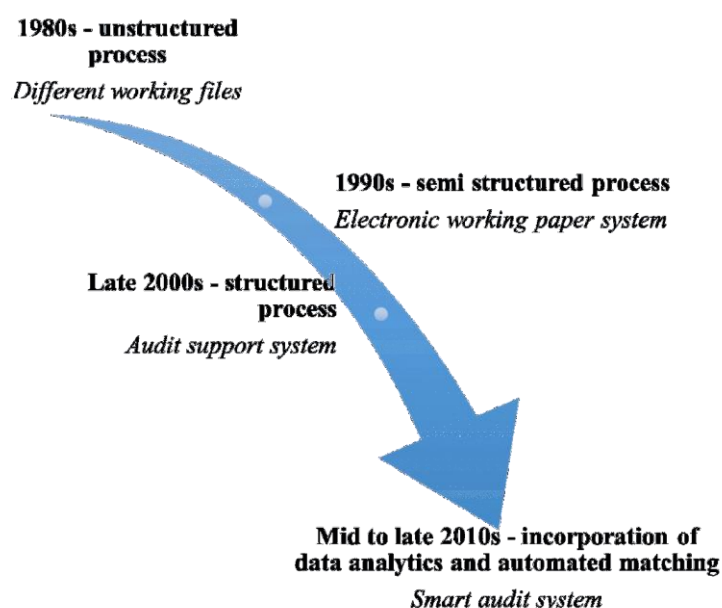 1980s - unstructured
process
Different working files
1990s - semi structured process
Electronic working paper system
Late 2000s - structured
process
Audit support system
Mid to late 2010s - incorporation of
data analytics and automated matching
Smart audit system